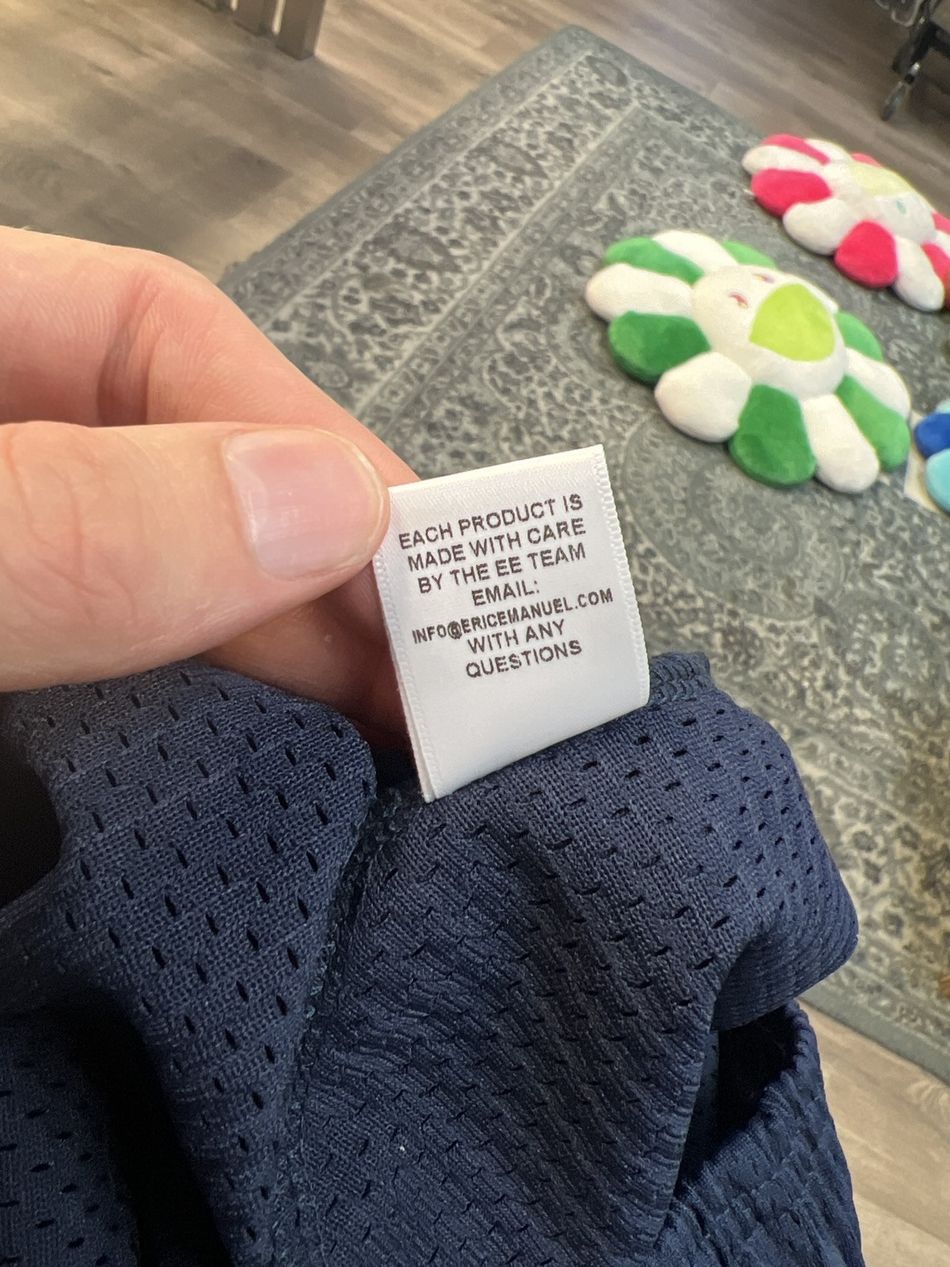 EACH PRODUCT IS
MADE WITH CARE
BY THE EE TEAM
EMAIL:
INFO@ERICEMANUEL.COM
WITH ANY
QUESTIONS